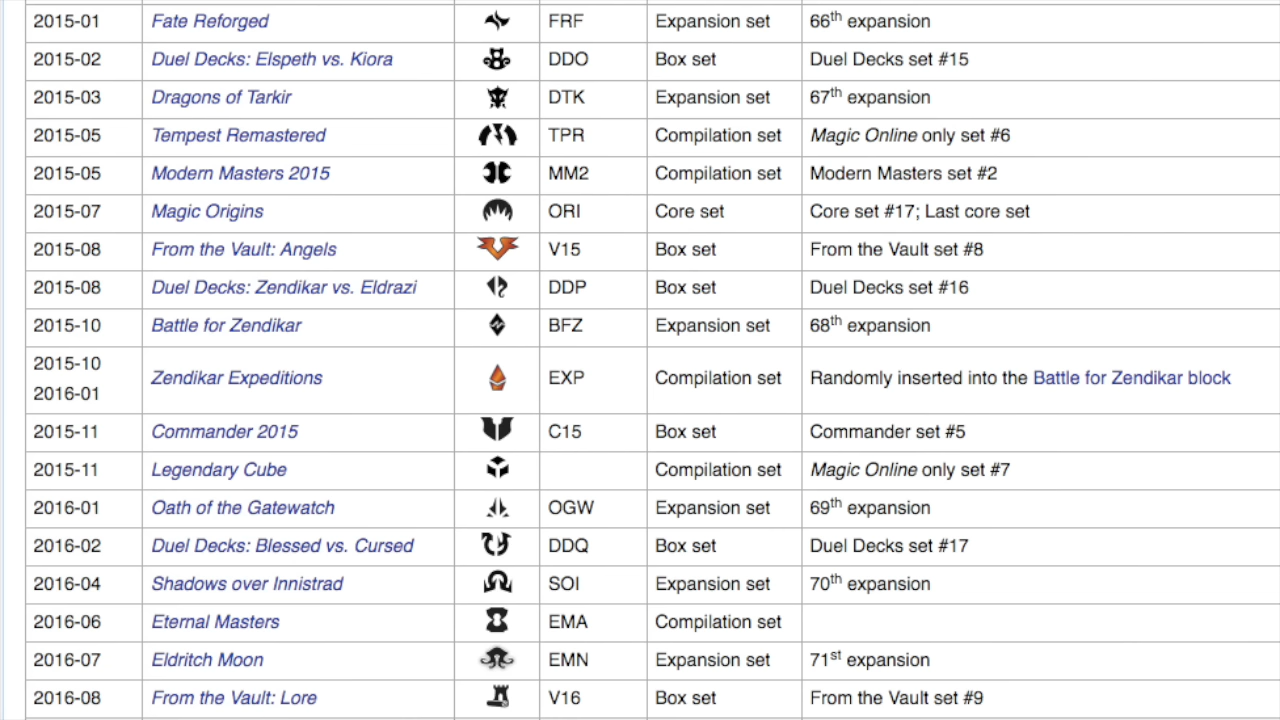 2015-01 Fate Reforged FRF Expansion set 66th expansion
2015-02 Duel Decks: Elspeth vs. Kiora DDO Box set Duel Decks set #15
2015-03 Dragons of Tarkir DTK Expansion set 67th expansion
2015-05 Tempest Remastered TPR Compilation set Magic Online only set #6
2015-05 Modern Masters 2015 MM2 Compilation set Modern Masters set #2
2015-07 Magic Origins ORI Core set Core set #17; Last core set
2015-08 From the Vault: Angels V15 Box set From the Vault set #8
2015-08 Duel Decks: Zendikar vs. Eldrazi DDP Box set Duel Decks set #16
2015-10 Battle for Zendikar BFZ Expansion set 68th expansion
2015-10
2016-01 Zendikar Expeditions EXP Compilation set Randomly inserted into the Battle for Zendikar block
2015-11 Commander 2015 C15 Box set Commander set #5
2015-11 Legendary Cube Compilation set Magic Online only set #7
2016-01 Oath of the Gatewatch OGW Expansion set 69th expansion
2016-02 Duel Decks: Blessed vs. Cursed DDQ Box set Duel Decks set #17
2016-04 Shadows over Innistrad SOI Expansion set 70th expansion
2016-06 Eternal Masters EMA Compilation set
2016-07 Eldritch Moon EMN Expansion set 71st expansion
2016-08 From the Vault: Lore V16 Box set From the Vault set #9